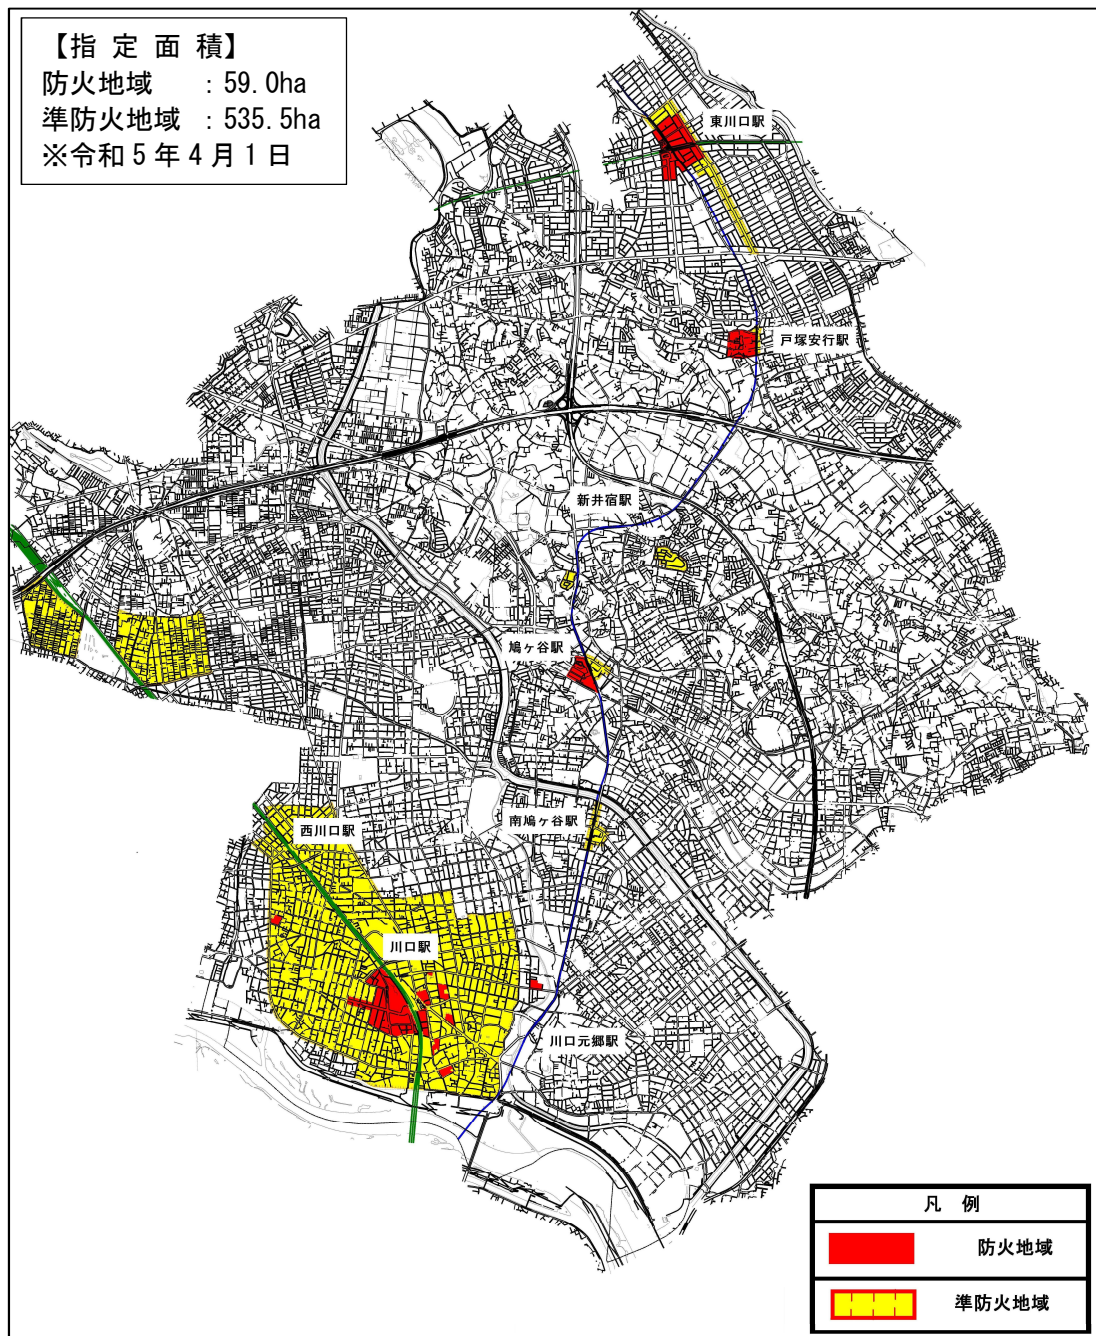 【指定面積】
防火地域 : 59.0ha
準防火地域 : 535.5ha
※令和5年4月1日
東川口駅
戸塚安行駅
新井宿駅
鳩ヶ谷駅
南鳩ヶ谷駅
西川口駅
川口駅
川口元郷駅
凡 例
防火地域
準防火地域